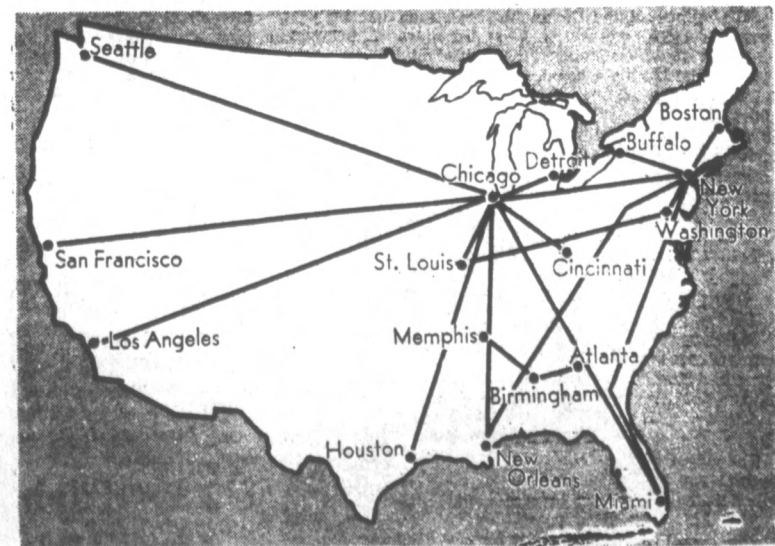 Seattle
Boston
Buffalo
Detroit
Chicago
New
York
Washington
San Francisco
St. Louis
Cincinnati
Los Angeles
Memphis
Atlanta
Birmingham
Houston
New
Orleans
Miami